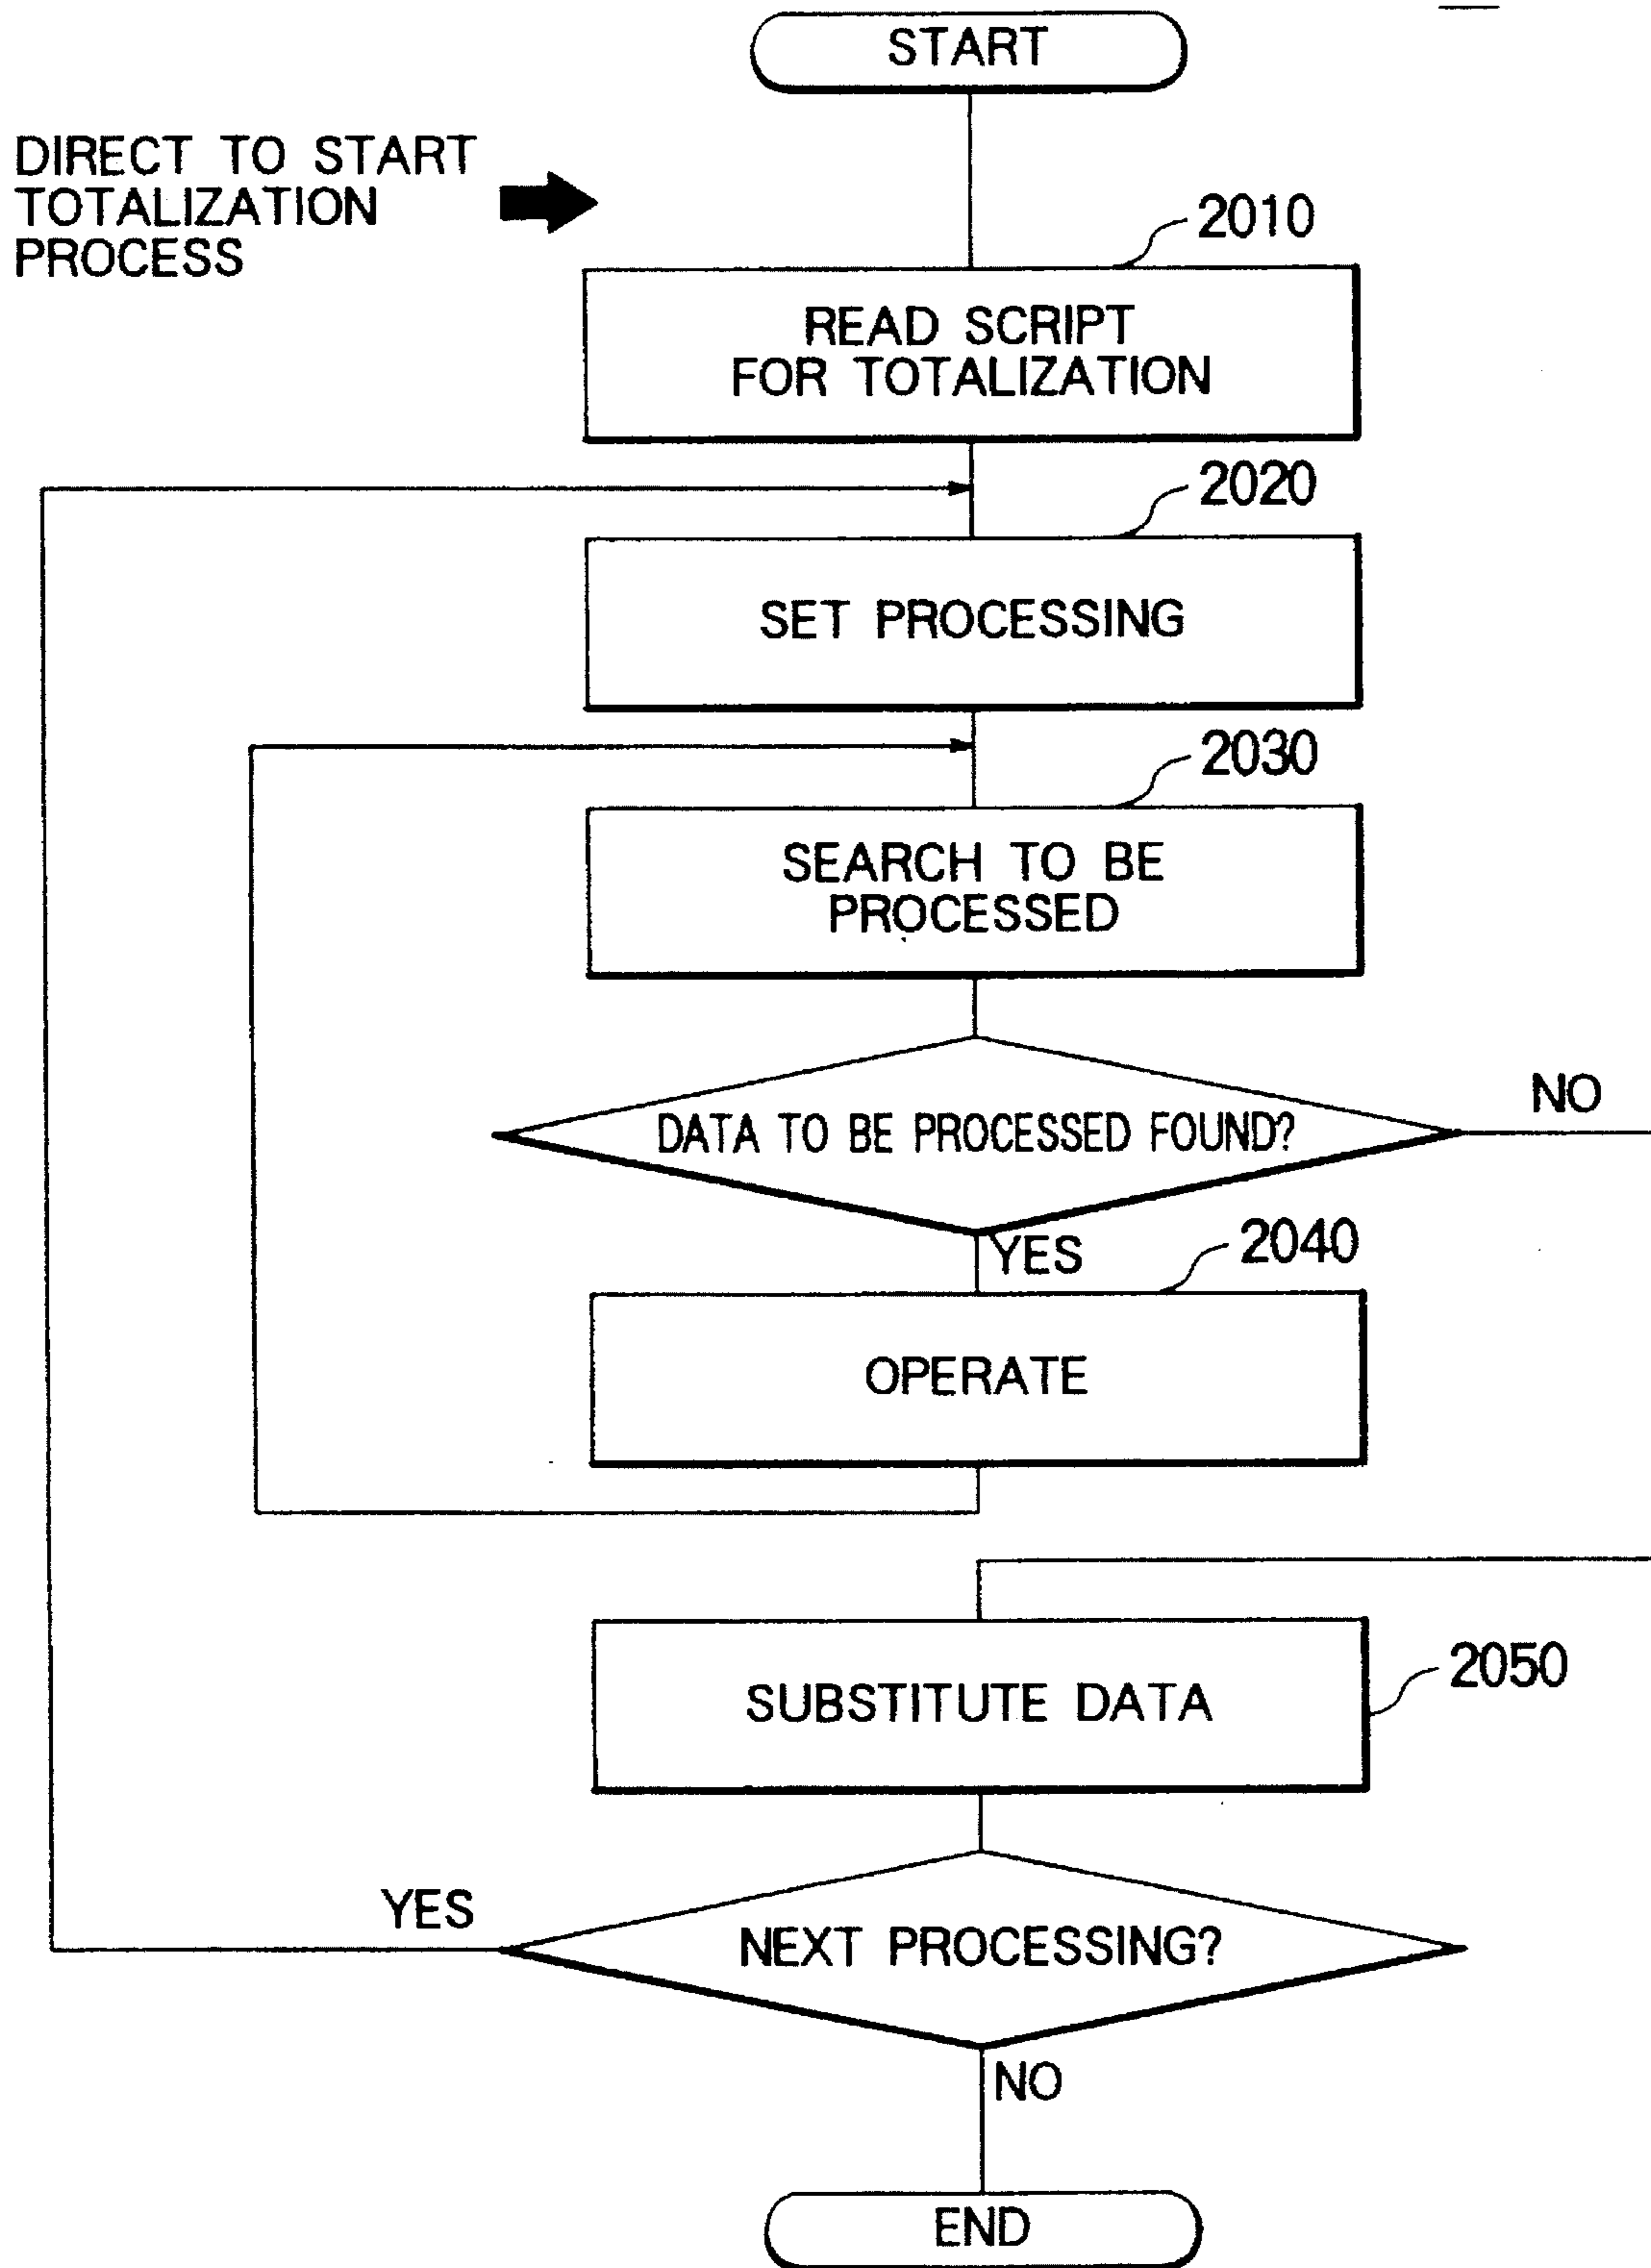 START
DIRECT TO START
TOTALIZATION
PROCESS
2010
READ SCRIPT
FOR TOTALIZATION
2020
SET PROCESSING
2030
SEARCH TO BE
PROCESSED
DATA TO BE PROCESSED FOUND?
NO
YES
2040
OPERATE
SUBSTITUTE DATA
2050
YES
NEXT PROCESSING?
NO
END